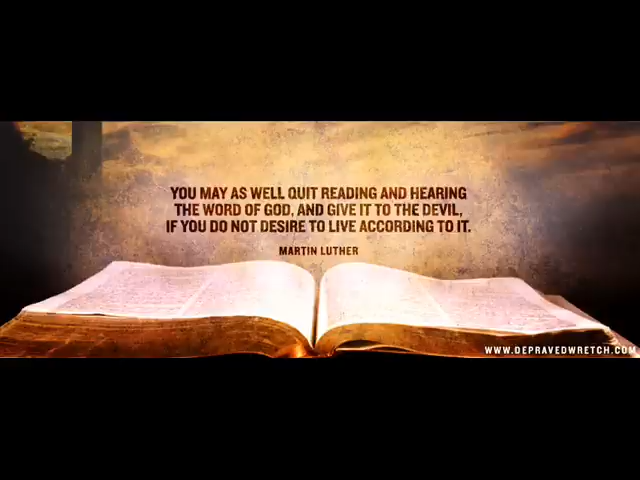 YOU MAY AS WELL QUIT READING AND HEARING
THE WORD OF GOD, AND GIVE IT TO THE DEVIL,
IF YOU DO NOT DESIRE TO LIVE ACCORDING TO IT.
MARTIN LUTHER
WWW.DEPRAVEDWRETCH.COM